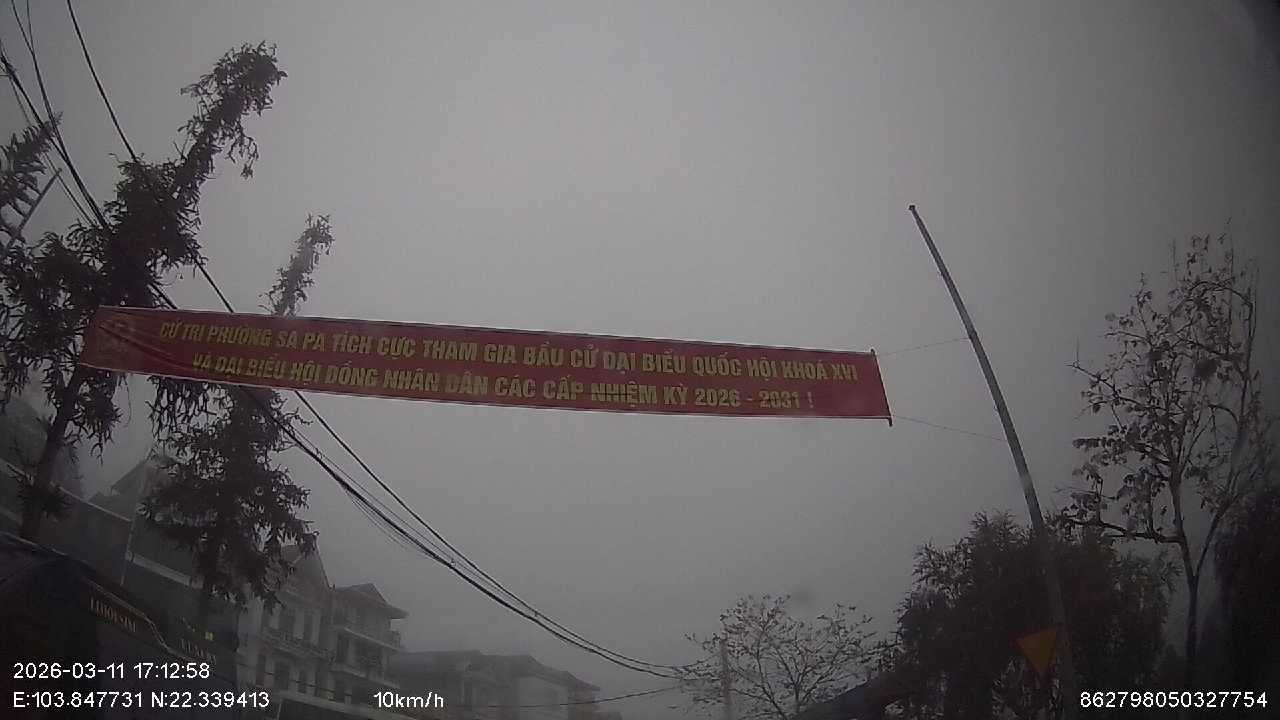 CỬ TRI PHƯỜNG SA PA TÍCH CỰC THAM GIA BẦU CỬ ĐẠI BIỂU QUỐC HỘI KHOÁ XVI
VÀ ĐẠI BIỂU HỘI ĐỒNG NHÂN DÂN CÁC CẤP NHIỆM KỲ 2026 - 2031 !
LIMOUSINE
2026-03-11 17:12:58
E:103.847731 N:22.339413 10km/h 862798050327754